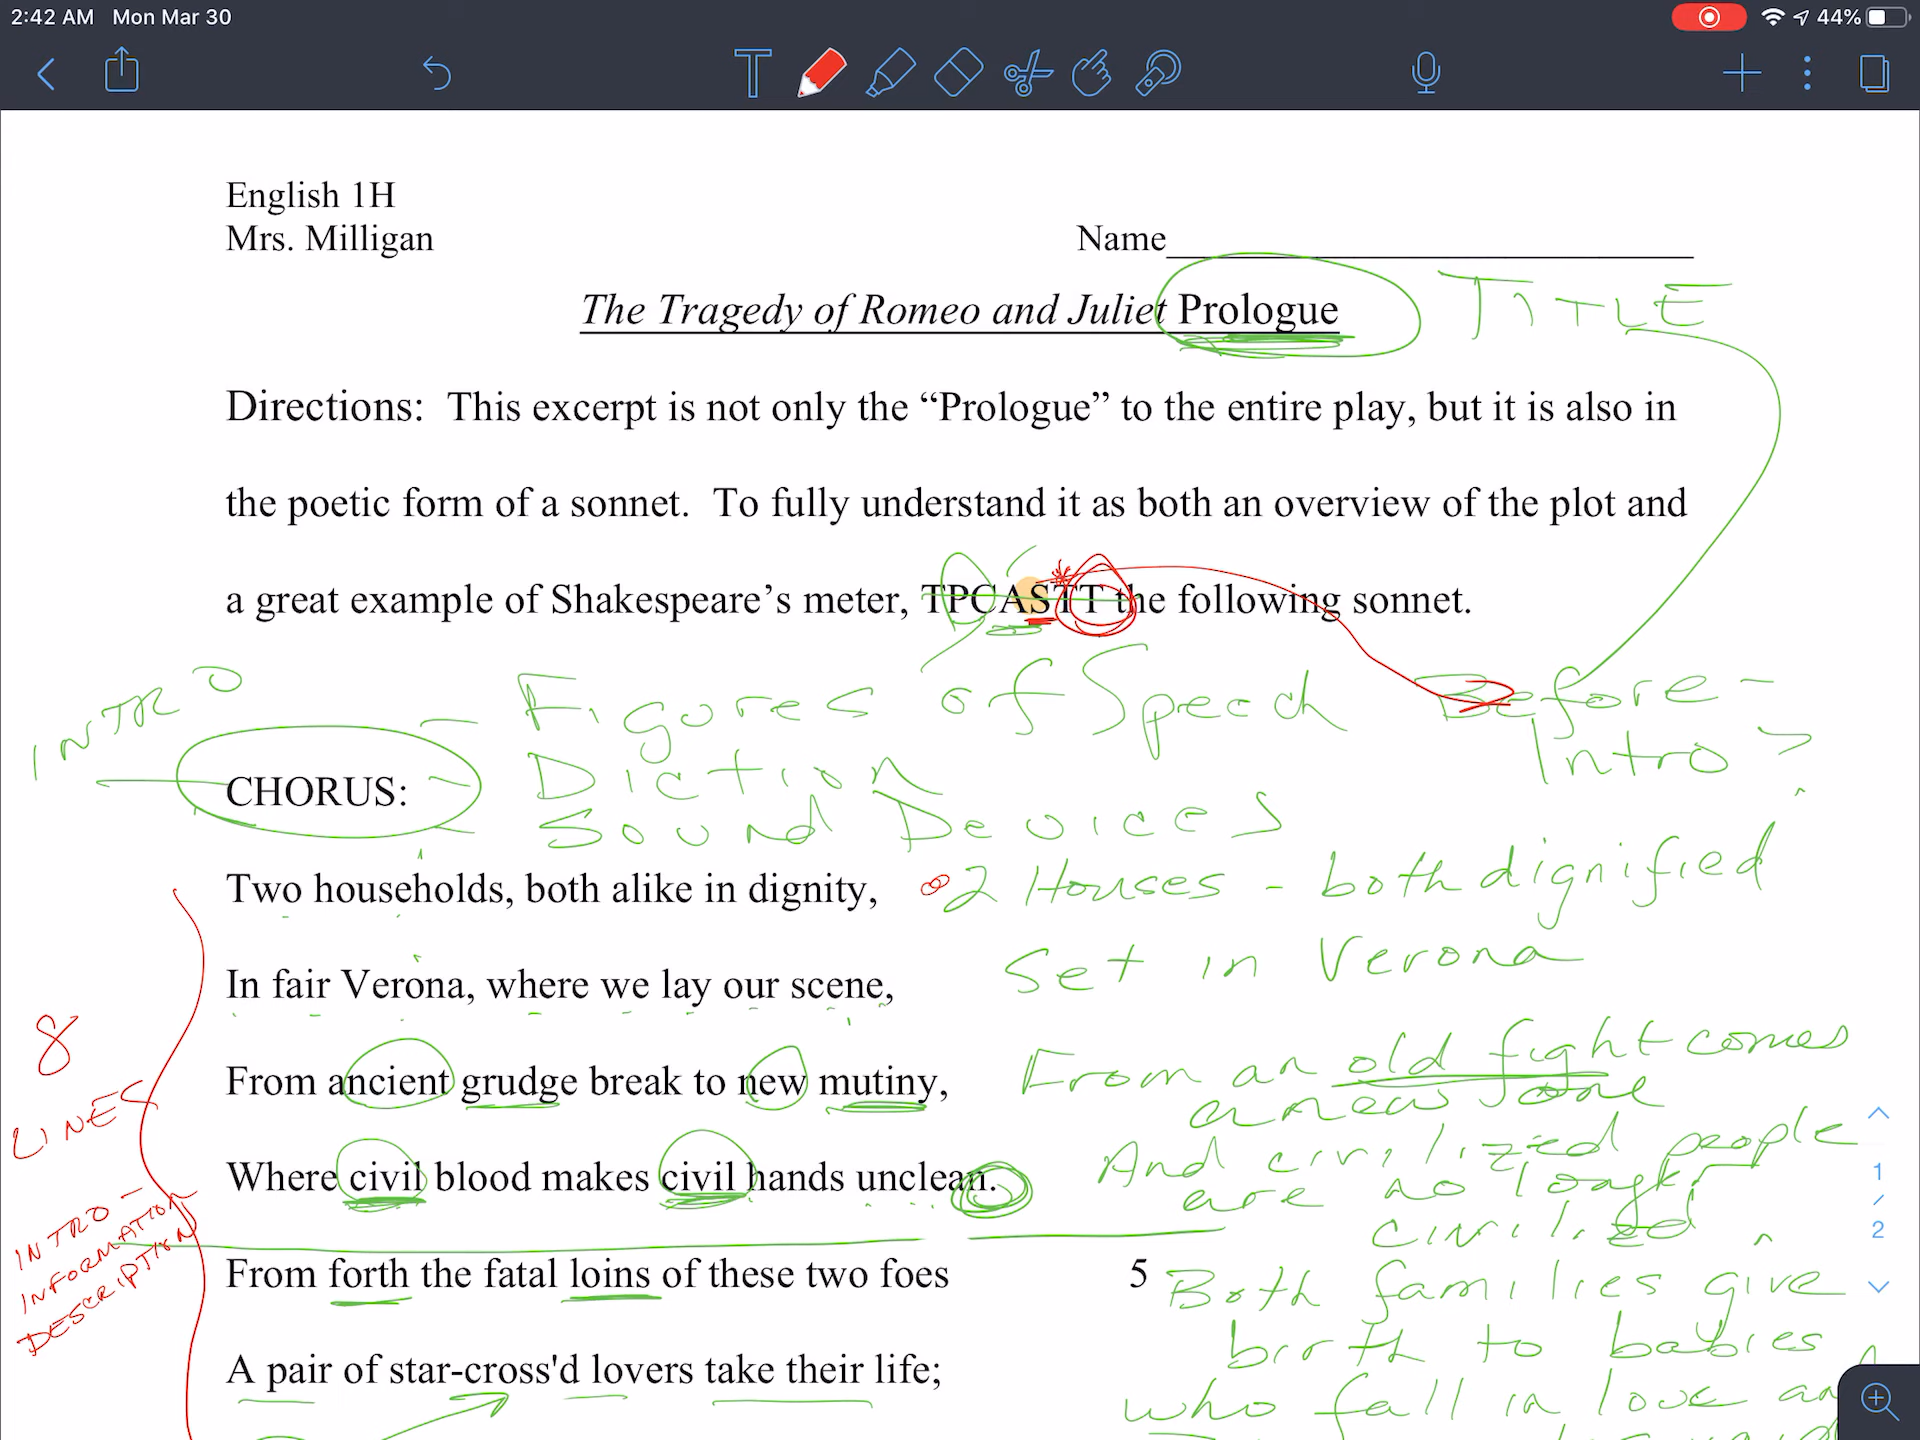 2:42 AM Mon Mar 30 44%
English 1H
Mrs. Milligan Name
The Tragedy of Romeo and Juliet Prologue TITLE
Directions: This excerpt is not only the “Prologue” to the entire play, but it is also in
the poetic form of a sonnet. To fully understand it as both an overview of the plot and
a great example of Shakespeare’s meter, TPCASTT the following sonnet.
INTRO
- Figures of Speech
Before -
Intro
CHORUS:
- Diction
- Sound Devices
Two households, both alike in dignity,
2 Houses - both dignified
In fair Verona, where we lay our scene,
Set in Verona
8
LINES
INTRO -
INFORMATION
DESCRIPTION
From ancient grudge break to new mutiny,
From an old fight comes
a new one
Where civil blood makes civil hands unclean.
And civilized people
are no longer
civilized
From forth the fatal loins of these two foes 5
Both families give
birth to babies
A pair of star-cross'd lovers take their life;
who fall in love
1
/
2